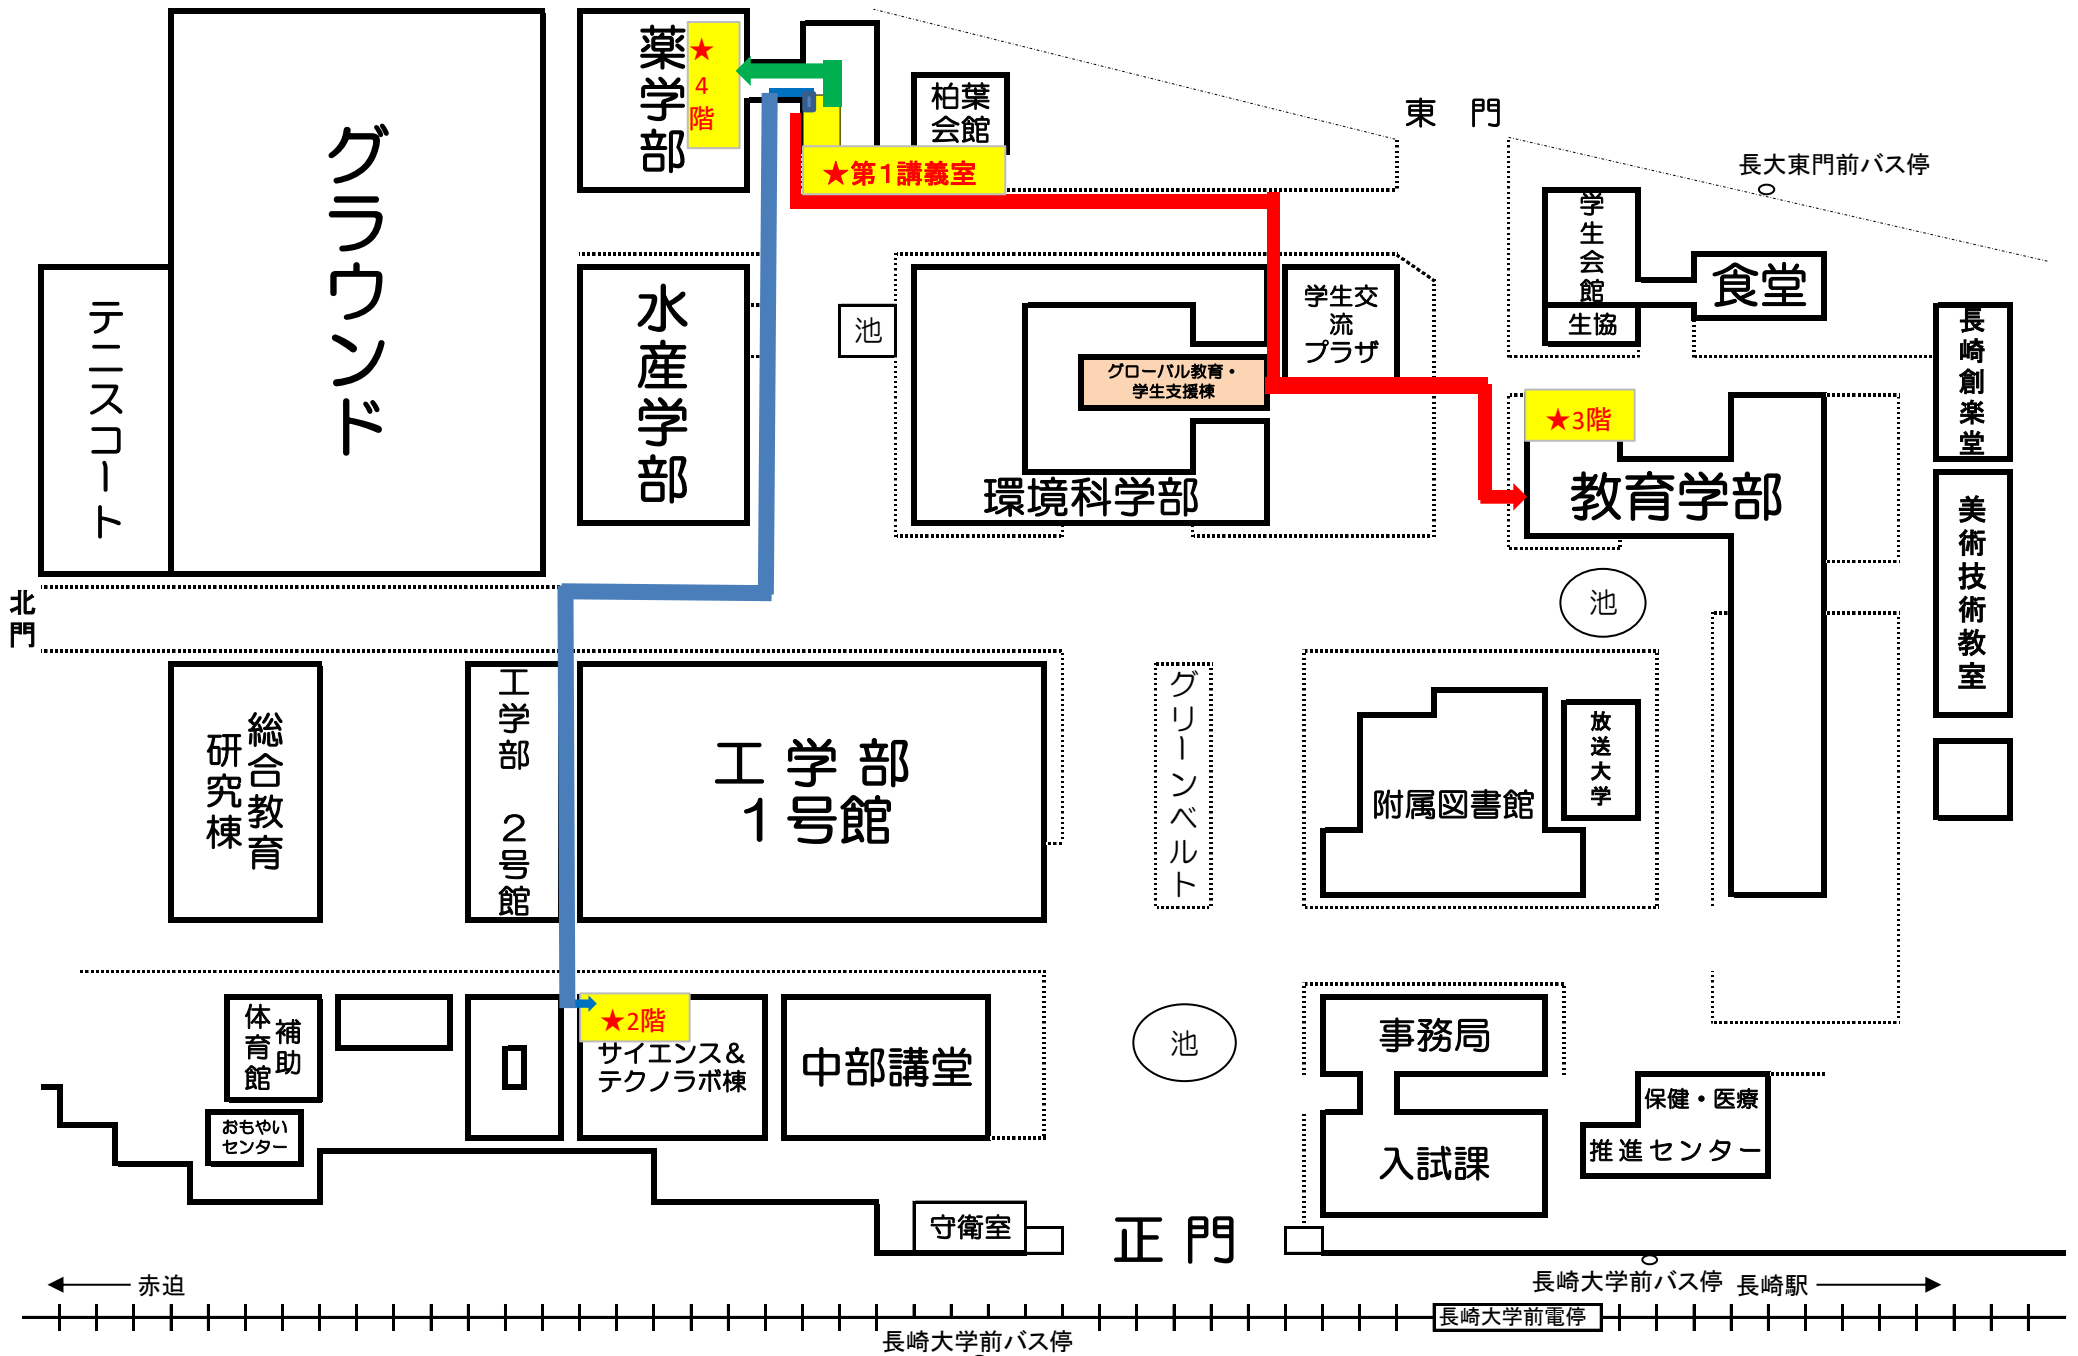 グラウンド
テニスコート
薬学部
★
4
階
★第1講義室
柏葉
会館
東 門
長大東門前バス停
学生会館
生協
食堂
長崎創楽堂
水産学部
池
学生交
流
プラザ
グローバル教育・
学生支援棟
環境科学部
★3階
教育学部
美術技術教室
北門
池
総合教育
研究棟
工学部 2号館
工学部
1号館
グリーンベルト
附属図書館
放送大学
補助
体育館
おもやい
センター
★2階
サイエンス&
テクノラボ棟
中部講堂
池
事務局
入試課
保健・医療
推進センター
守衛室
正門
赤迫
長崎大学前バス停
長崎駅
長崎大学前電停
長崎大学前バス停